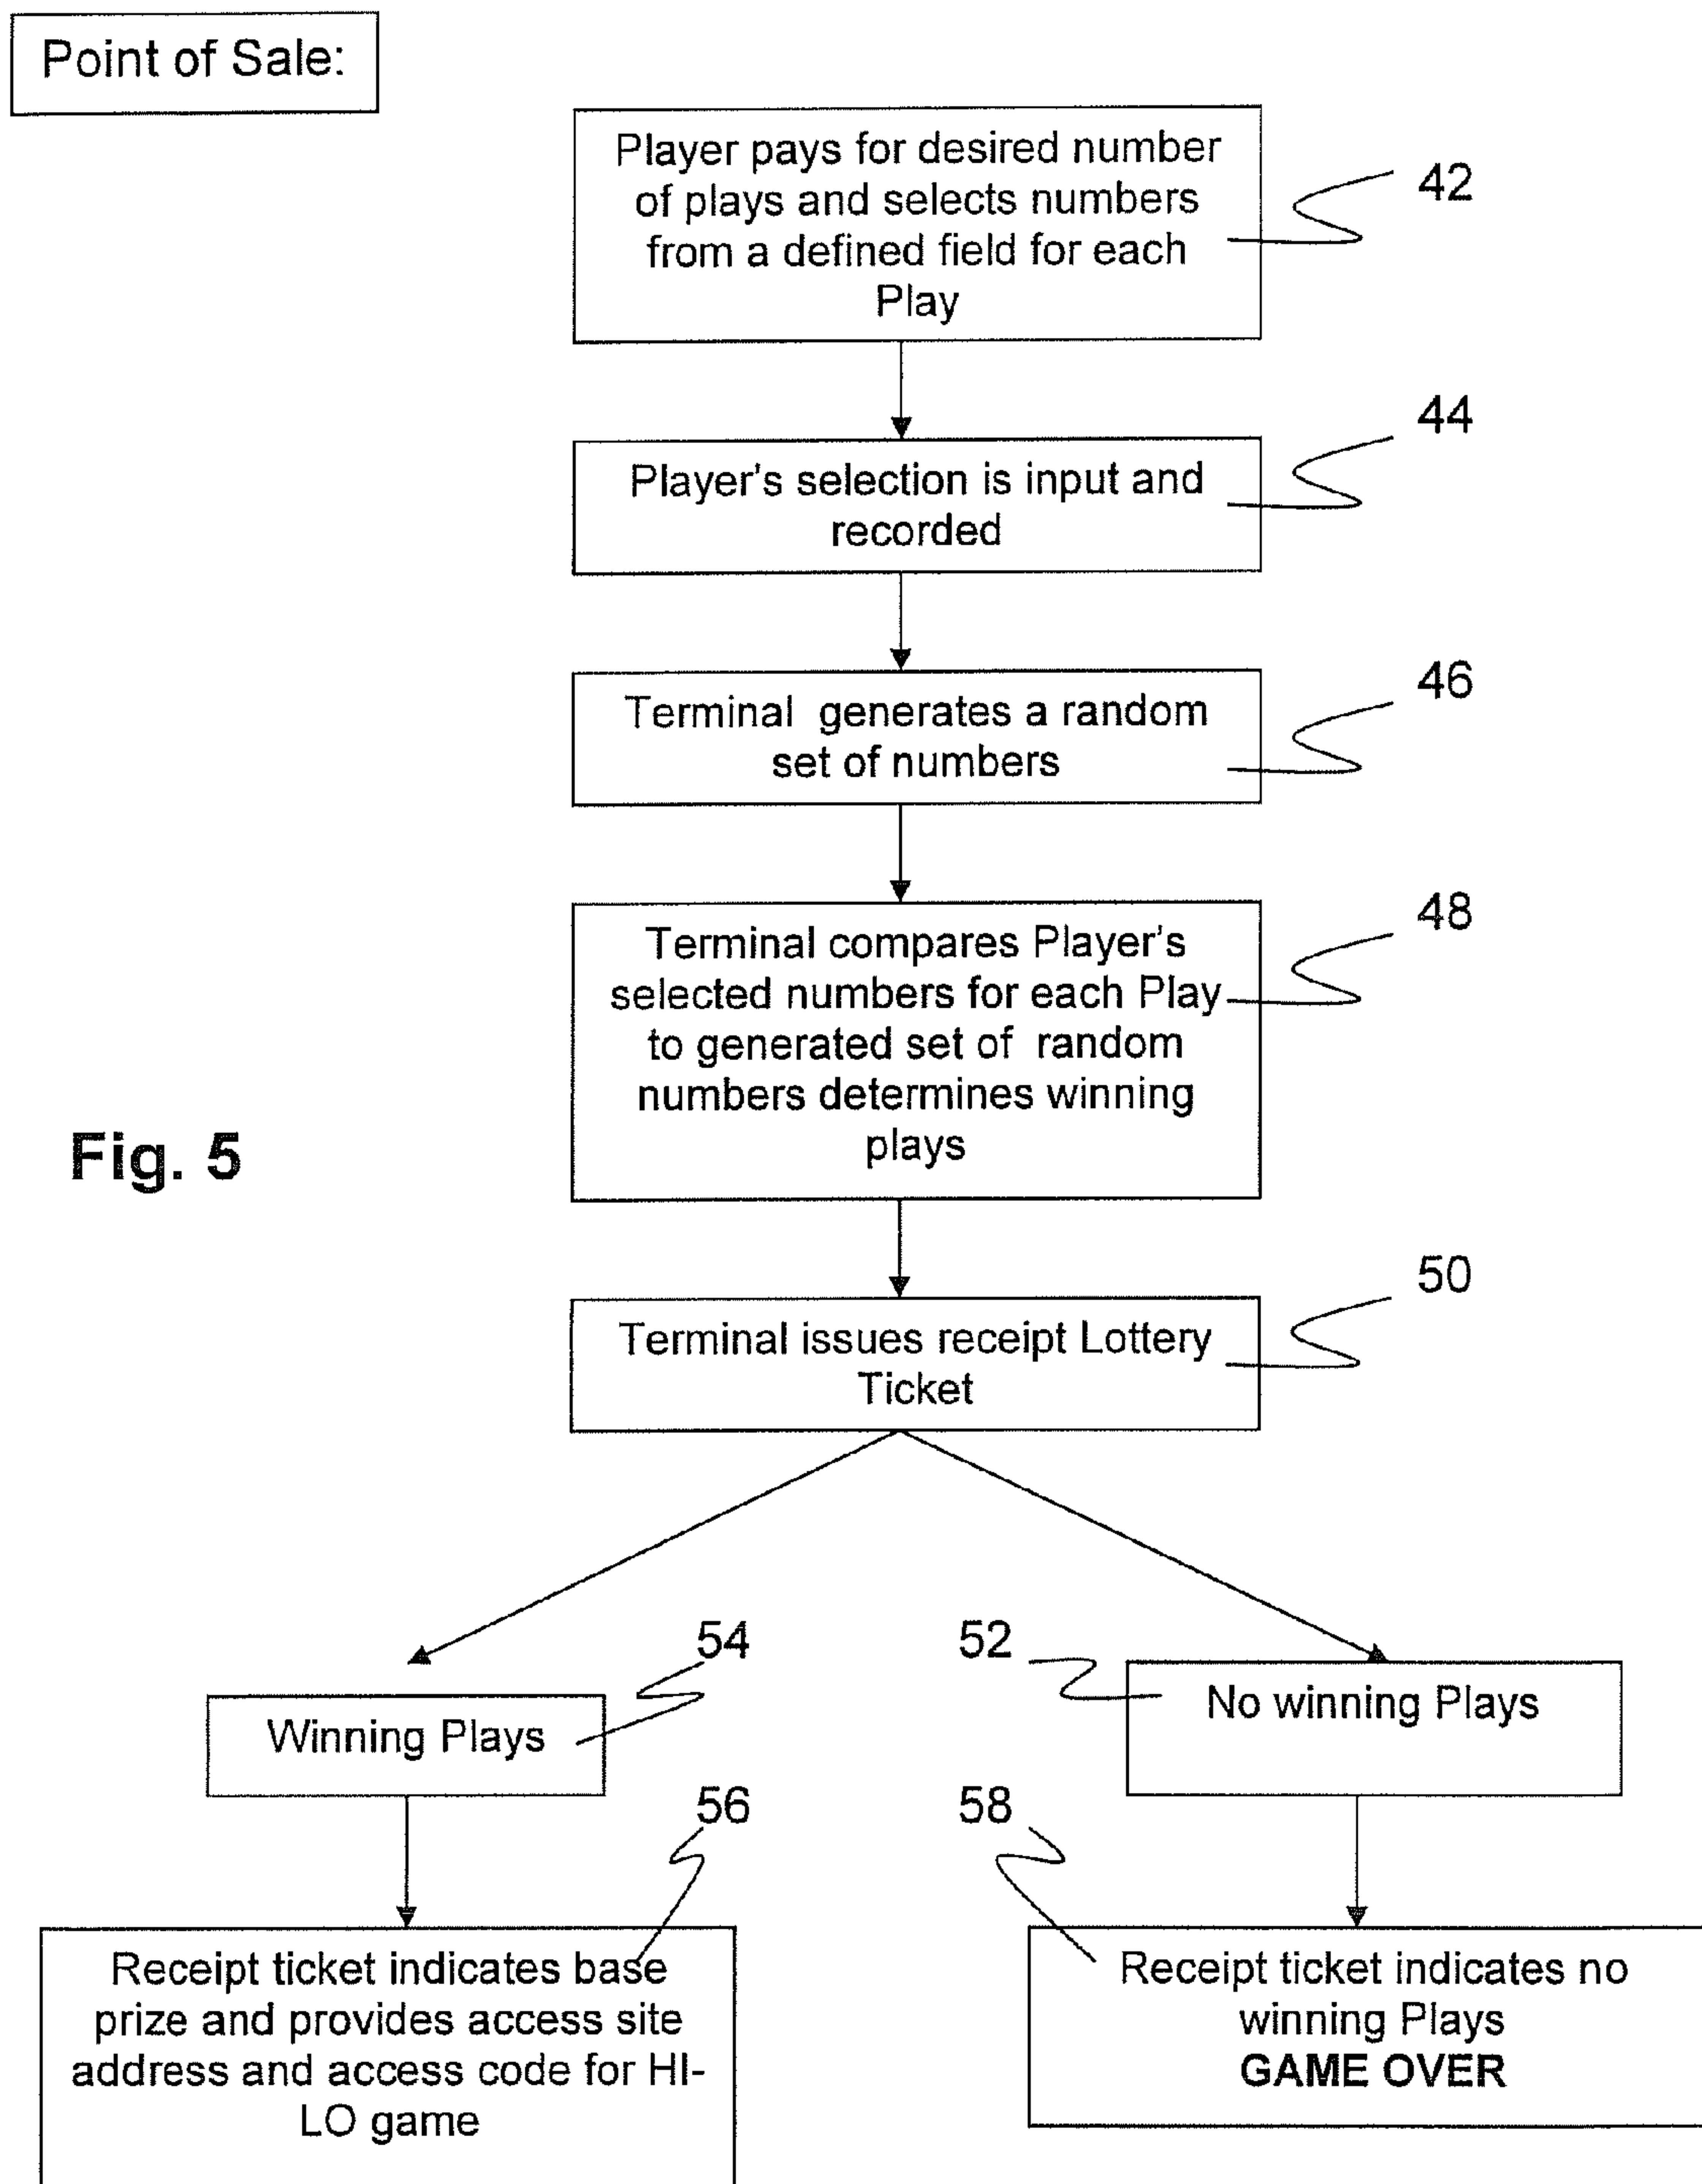 Point of Sale:
Player pays for desired number
of plays and selects numbers
from a defined field for each
Play
42
Player's selection is input and
recorded
44
Terminal generates a random
set of numbers
46
Terminal compares Player's
selected numbers for each Play
to generated set of random
numbers determines winning
plays
48
Fig. 5
Terminal issues receipt Lottery
Ticket
50
54
Winning Plays
52
No winning Plays
56
Receipt ticket indicates base
prize and provides access site
address and access code for HI-
LO game
58
Receipt ticket indicates no
winning Plays
GAME OVER